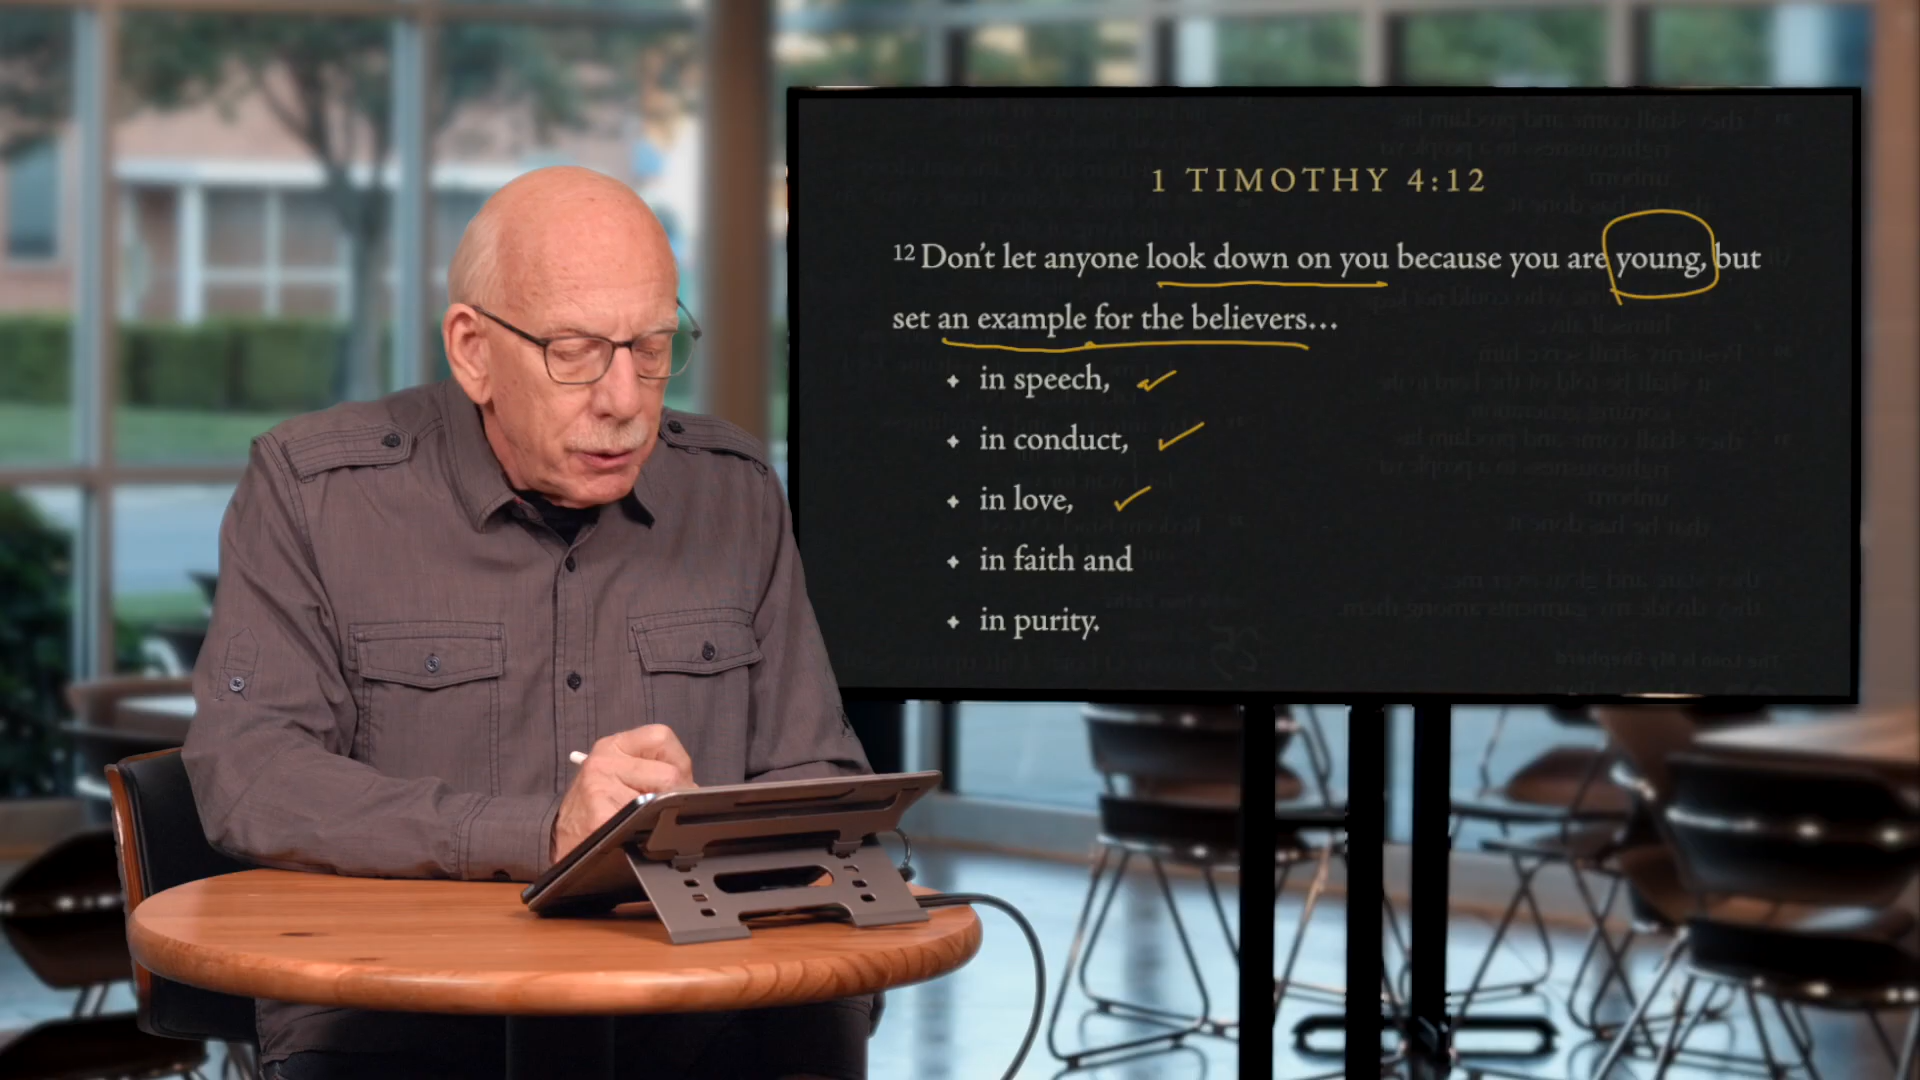 1 TIMOTHY 4:12
12 Don't let anyone look down on you because you are young, but
set an example for the believers...
in speech,
in conduct,
in love,
in faith and
in purity.